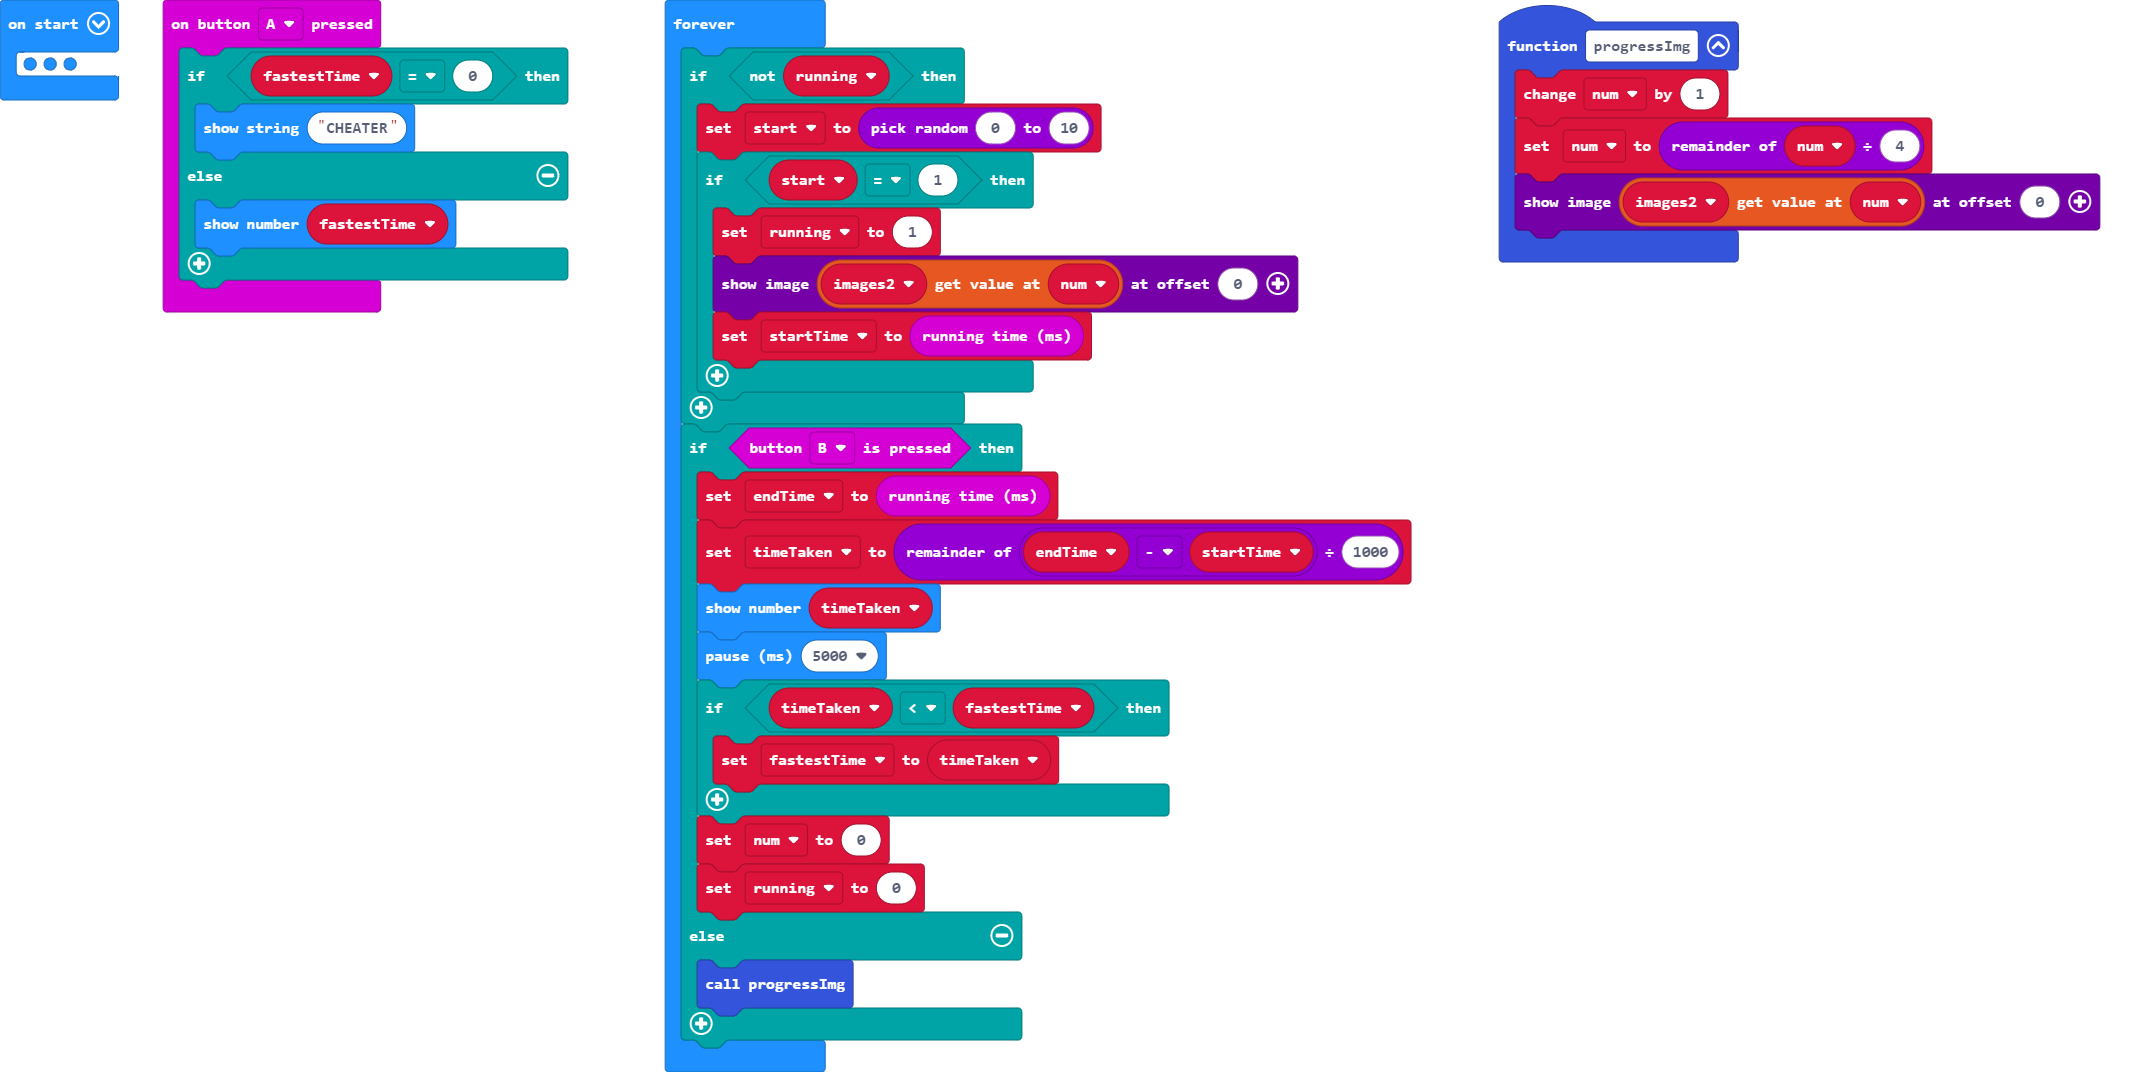 on start
on button A pressed
if fastestTime = 0 then
show string "CHEATER"
else
show number fastestTime
forever
if not running then
set start to pick random 0 to 10
if start = 1 then
set running to 1
show image images2 get value at num at offset 0
set startTime to running time (ms)
if button B is pressed then
set endTime to running time (ms)
set timeTaken to remainder of endTime - startTime ÷ 1000
show number timeTaken
pause (ms) 5000
if timeTaken < fastestTime then
set fastestTime to timeTaken
set num to 0
set running to 0
else
call progressImg
function progressImg
change num by 1
set num to remainder of num ÷ 4
show image images2 get value at num at offset 0